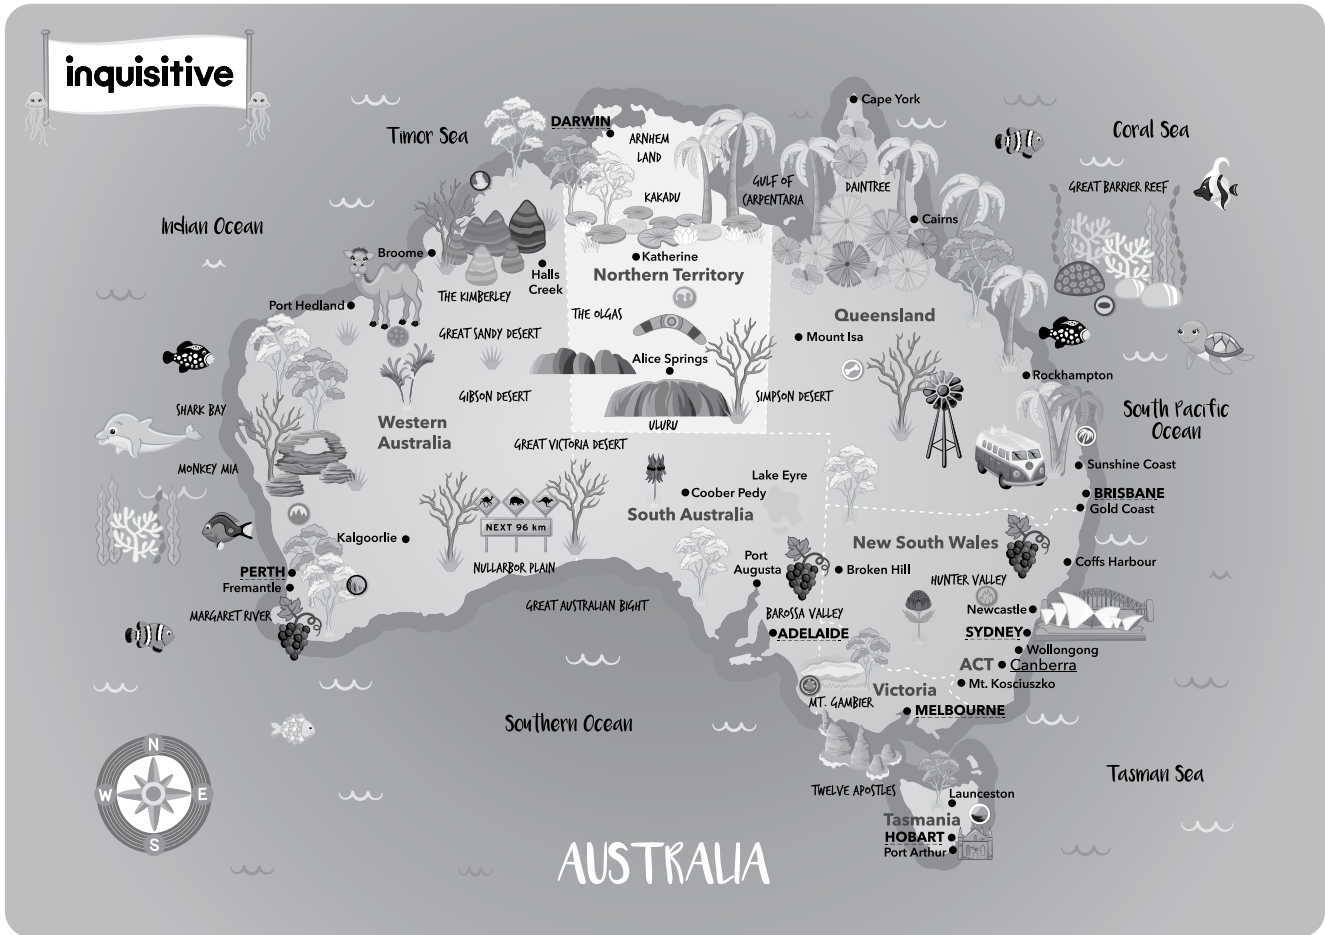 inquisitive
Cape York
DARWIN
Timor Sea
Coral Sea
ARNHEM
LAND
GULF OF
CARPENTARIA
DAINTREE
GREAT BARRIER REEF
KAKADU
Indian Ocean
Cairns
Broome
Katherine
Northern Territory
Halls
Creek
THE KIMBERLEY
Port Hedland
THE OLGAS
Queensland
GREAT SANDY DESERT
Mount Isa
Alice Springs
Rockhampton
GIBSON DESERT
SIMPSON DESERT
SHARK BAY
South Pacific
Ocean
Western
Australia
ULURU
GREAT VICTORIA DESERT
MONKEY MIA
Sunshine Coast
Lake Eyre
Coober Pedy
BRISBANE
Gold Coast
South Australia
NEXT 96 km
Kalgoorlie
New South Wales
Port
Augusta
Coffs Harbour
NULLARBOR PLAIN
Broken Hill
PERTH
HUNTER VALLEY
Fremantle
GREAT AUSTRALIAN BIGHT
BAROSSA VALLEY
Newcastle
MARGARET RIVER
ADELAIDE
SYDNEY
Wollongong
ACT
Canberra
Mt. Kosciuszko
Victoria
MT. GAMBIER
MELBOURNE
Southern Ocean
N
W
E
S
Tasman Sea
TWELVE APOSTLES
Launceston
Tasmania
HOBART
Port Arthur
AUSTRALIA